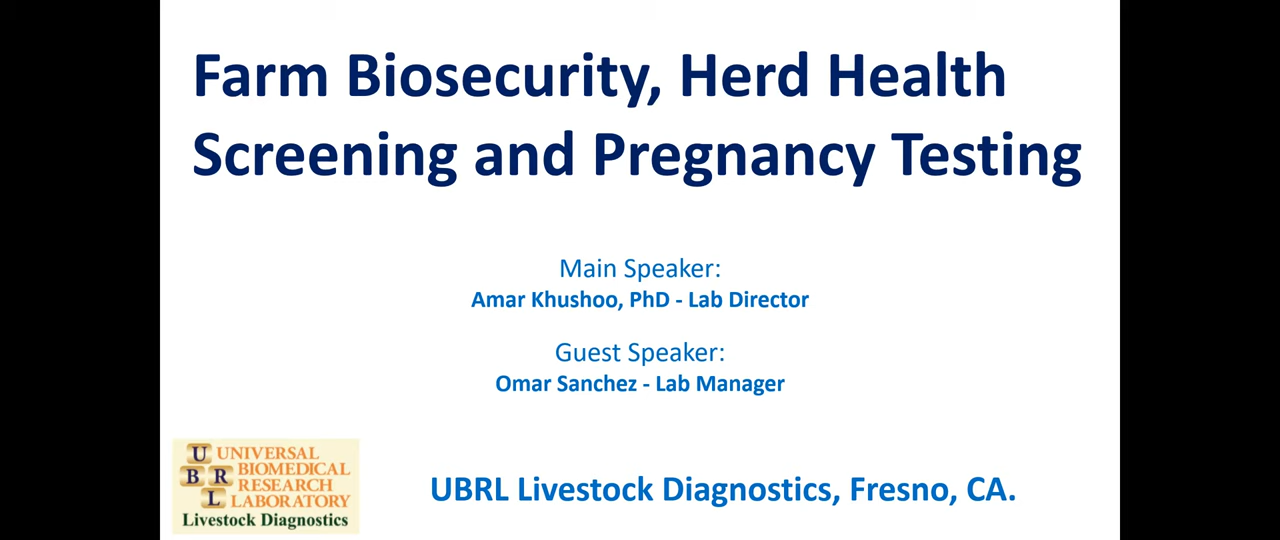 Farm Biosecurity, Herd Health
Screening and Pregnancy Testing
Main Speaker:
Amar Khushoo, PhD - Lab Director
Guest Speaker:
Omar Sanchez - Lab Manager
U UNIVERSAL
B R BIOMEDICAL
RESEARCH
L LABORATORY
Livestock Diagnostics
UBRL Livestock Diagnostics, Fresno, CA.